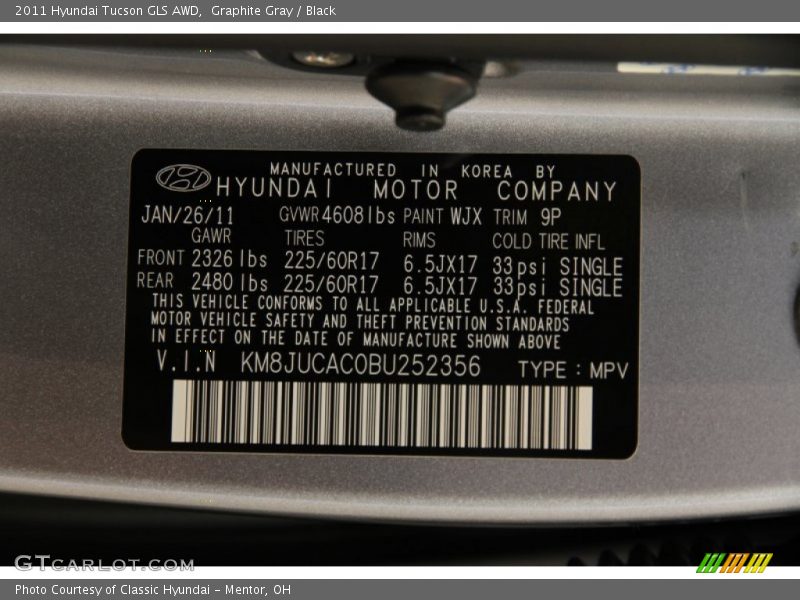 2011 Hyundai Tucson GLS AWD,  Graphite Gray / Black
MANUFACTURED IN KOREA BY
HYUNDAI MOTOR COMPANY
JAN/26/11 GVWR 4608lbs PAINT WJX TRIM 9P
GAWR TIRES RIMS COLD TIRE INFL
FRONT 2326 lbs 225/60R17 6.5JX17 33psi SINGLE
REAR 2480 lbs 225/60R17 6.5JX17 33psi SINGLE
THIS VEHICLE CONFORMS TO ALL APPLICABLE U.S.A. FEDERAL
MOTOR VEHICLE SAFETY AND THEFT PREVENTION STANDARDS
IN EFFECT ON THE DATE OF MANUFACTURE SHOWN ABOVE
V.I.N KM8JUCAC0BU252356 TYPE : MPV
GTCARLOT.COM
Photo Courtesy of Classic Hyundai - Mentor, OH